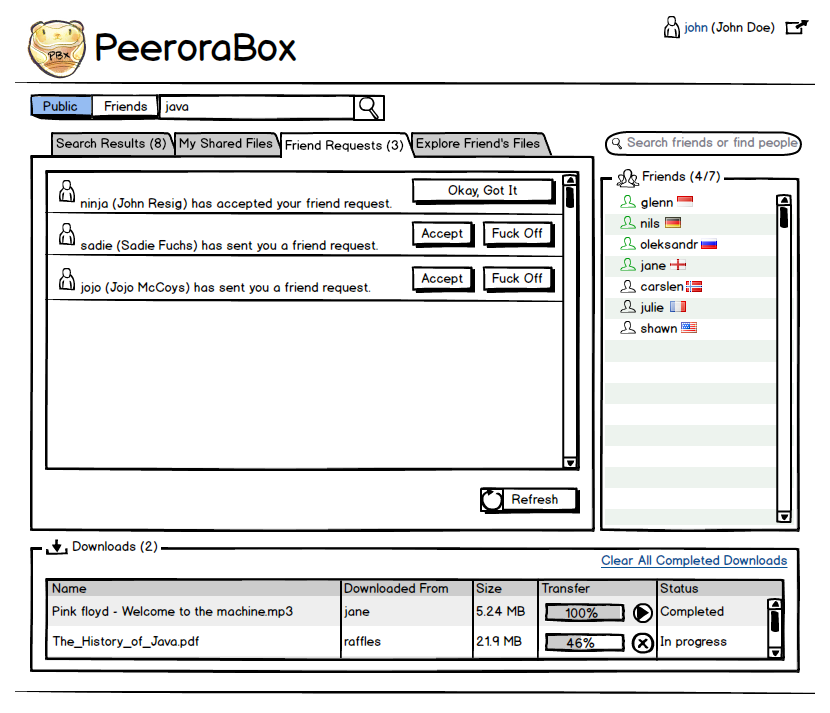 PBx
PeeroraBox
john (John Doe)
Public Friends java
Search Results (8) My Shared Files Friend Requests (3) Explore Friend's Files
Search friends or find people
ninja (John Resig) has accepted your friend request. Okay, Got It
sadie (Sadie Fuchs) has sent you a friend request. Accept Fuck Off
jojo (Jojo McCoys) has sent you a friend request. Accept Fuck Off
Refresh
Friends (4/7)
glenn
nils
oleksandr
jane
carslen
julie
shawn
Downloads (2)
Clear All Completed Downloads
Name Downloaded From Size Transfer Status
Pink floyd - Welcome to the machine.mp3 jane 5.24 MB 100% Completed
The_History_of_Java.pdf raffles 21.9 MB 46% In progress